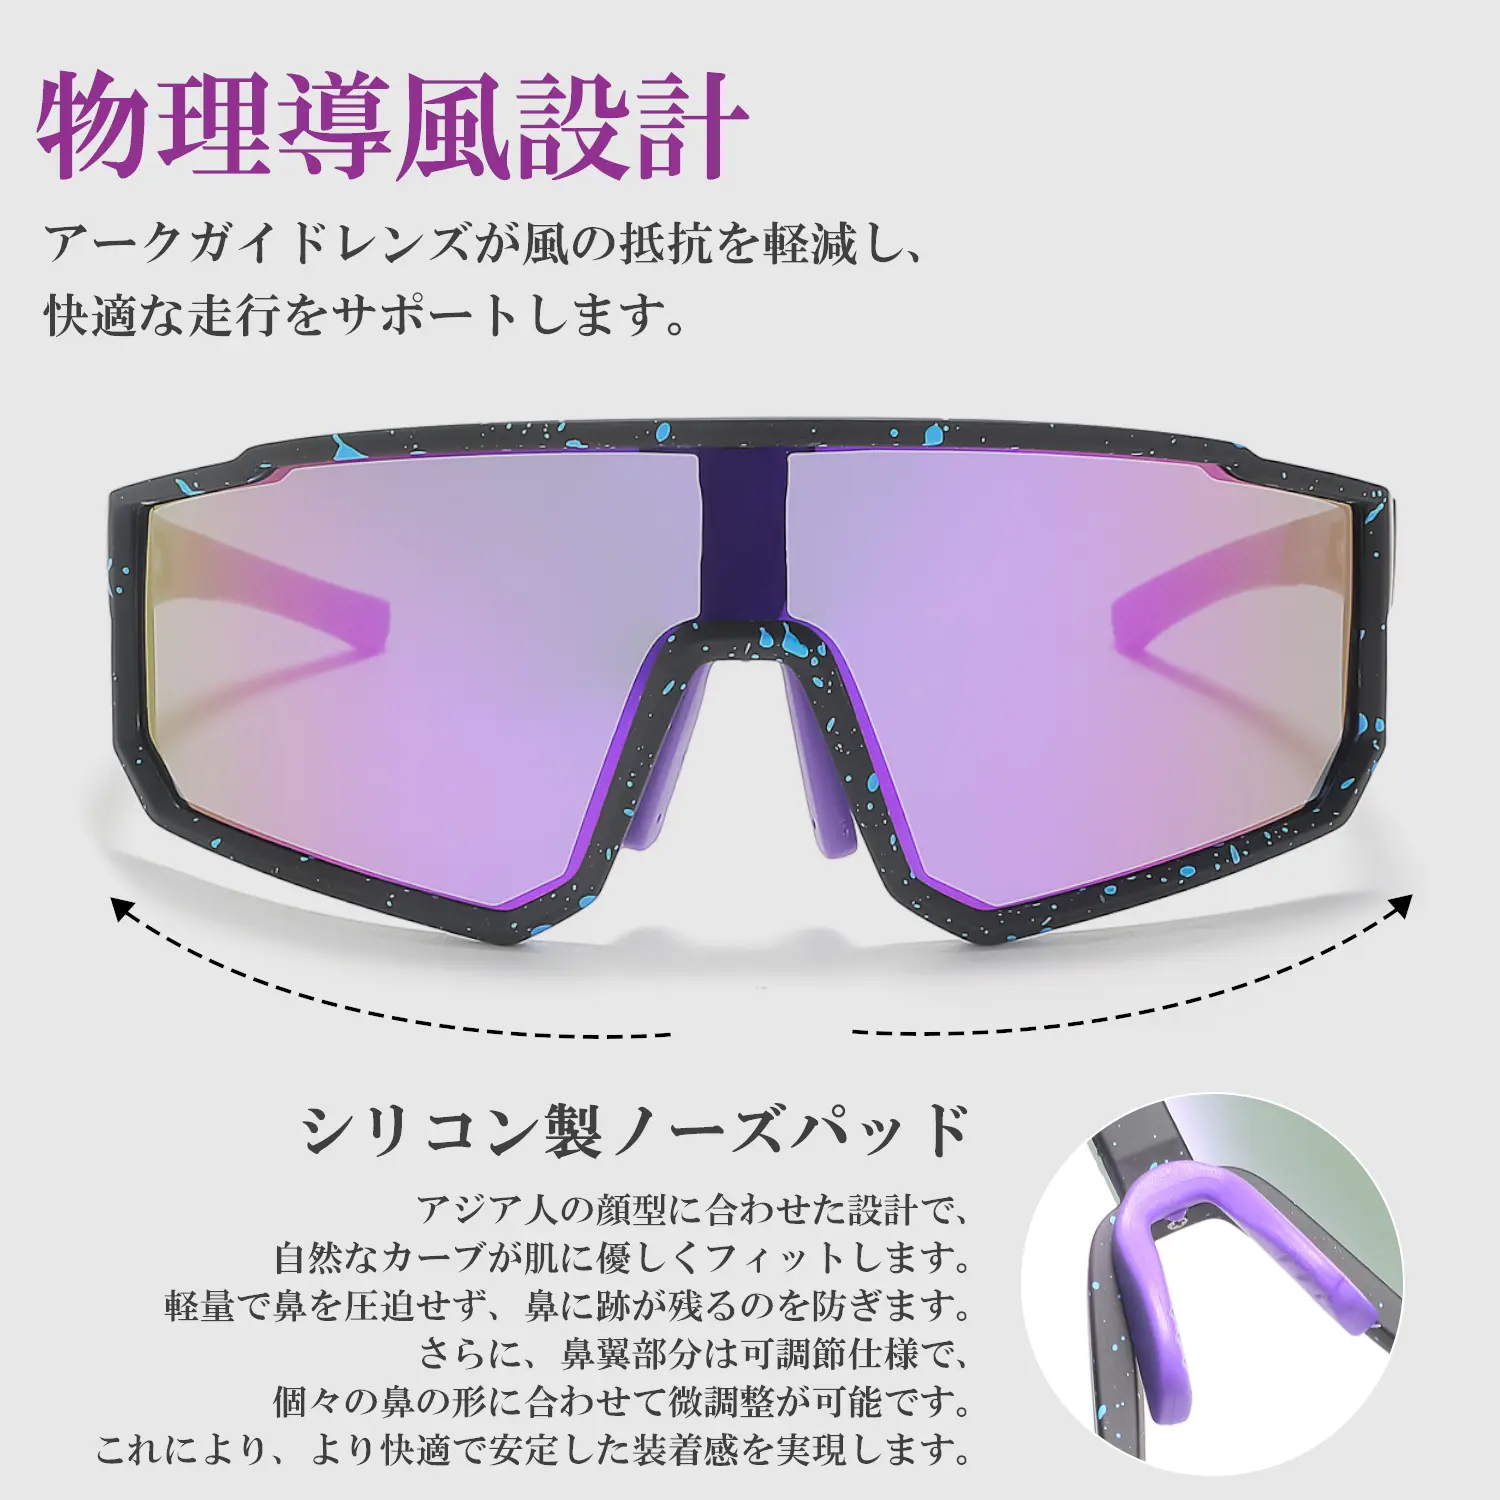 物理導風設計
アークガイドレンズが風の抵抗を軽減し、
快適な走行をサポートします。
シリコン製ノーズパッド
アジア人の顔型に合わせた設計で、
自然なカーブが肌に優しくフィットします。
軽量で鼻を圧迫せず、鼻に跡が残るのを防ぎます。
さらに、鼻翼部分は可調節仕様で、
個々の鼻の形に合わせて微調整が可能です。
これにより、より快適で安定した装着感を実現します。